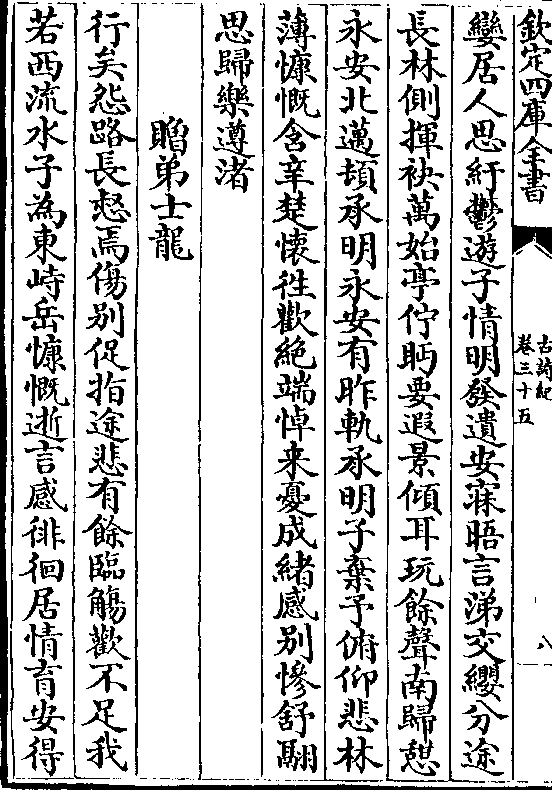 欽定四庫全書
古詩紀
卷三十五
八
孌居人思紆鬱遊子情明發遺安寐晤言涕交纓分途
長林側揮袂萬始亭佇眄要遐景傾耳玩餘聲南歸憇
永安北邁頓承明永安有昨軌承明子棄予俯仰悲林
薄慷慨含辛楚懷徃歡絶端悼来憂成緒感别慘舒翮
思歸樂遵渚
贈弟士龍
行矣怨路長惄焉傷别促指途悲有餘臨觴歡不足我
若西流水子為東峙岳慷慨逝言感徘徊居情育安得